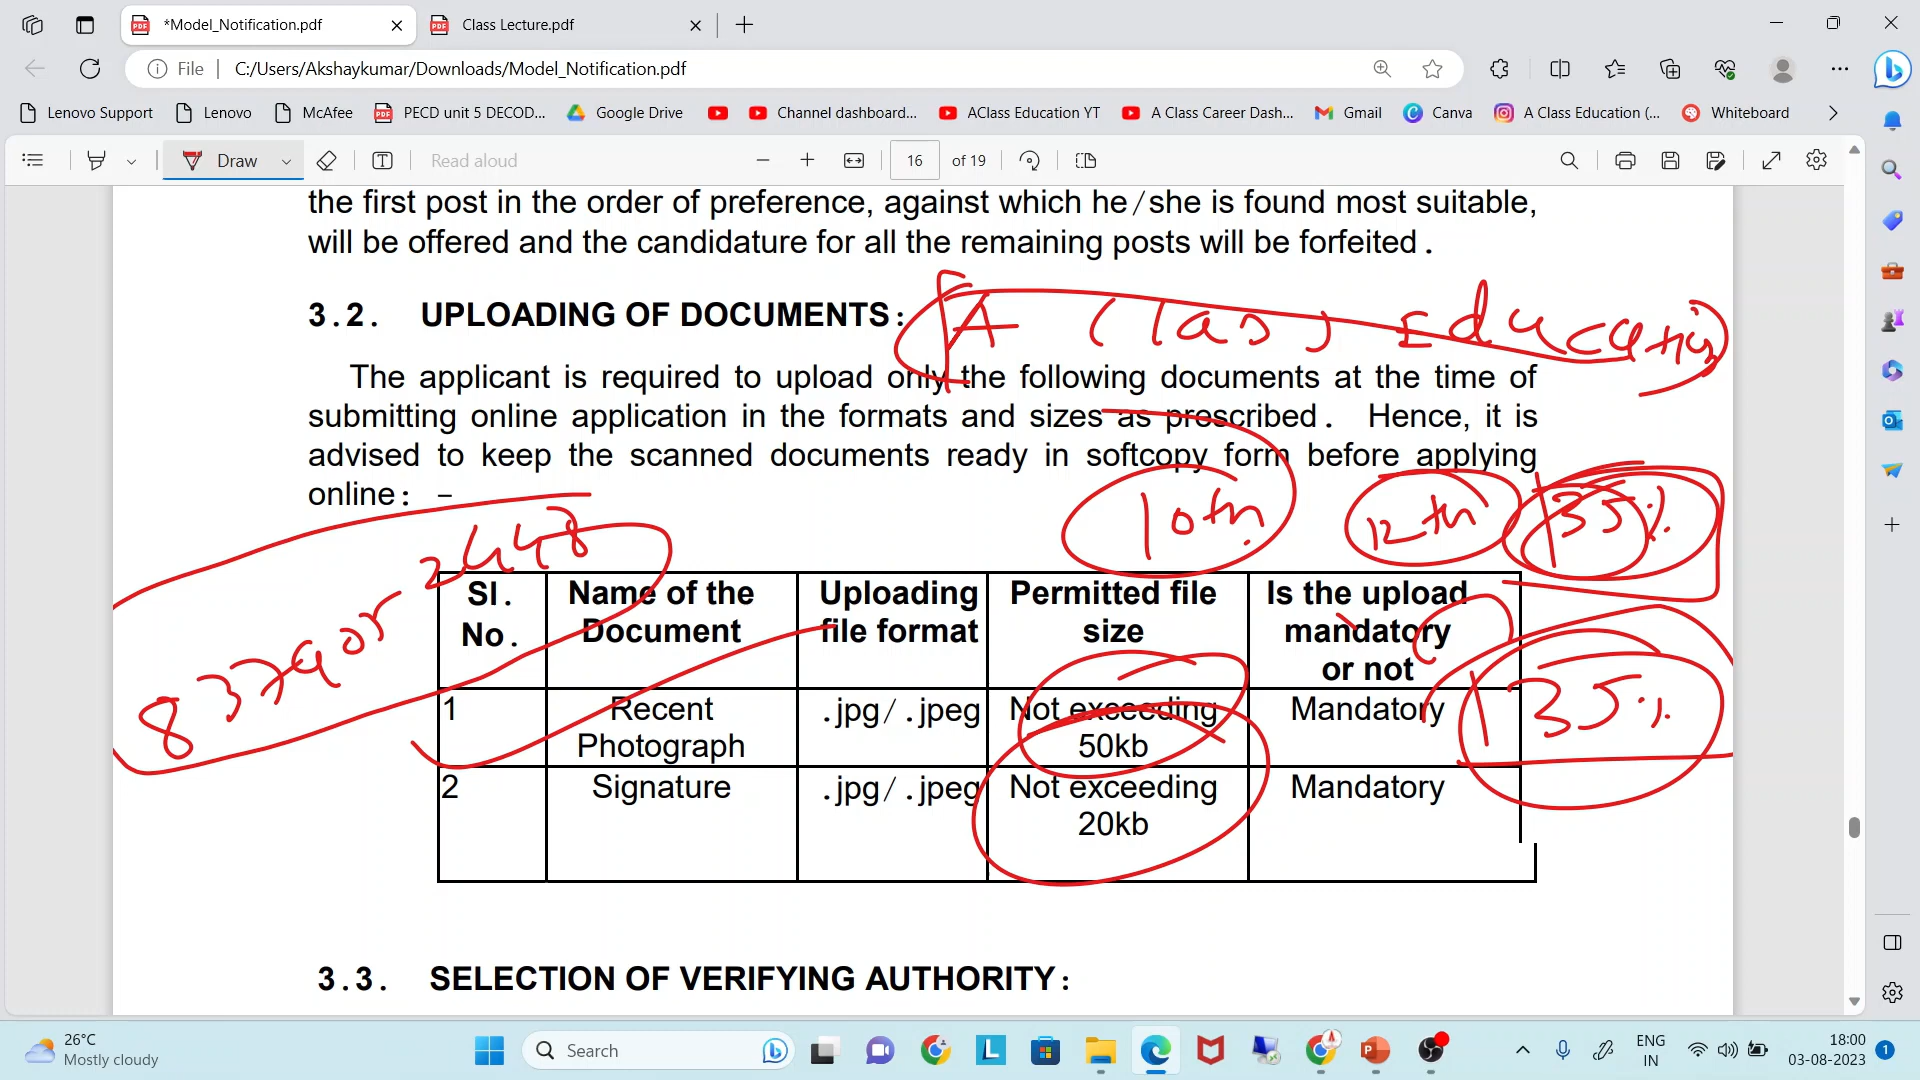 *Model_Notification.pdf
Class Lecture.pdf
File
C:/Users/Akshaykumar/Downloads/Model_Notification.pdf
Lenovo Support
Lenovo
McAfee
PECD unit 5 DECOD...
Google Drive
Channel dashboard...
AClass Education YT
A Class Career Dash...
Gmail
Canva
A Class Education (...
Whiteboard
Draw
Read aloud
16 of 19
the first post in the order of preference, against which he/she is found most suitable,
will be offered and the candidature for all the remaining posts will be forfeited.
3.2. UPLOADING OF DOCUMENTS:
A Class Education
The applicant is required to upload only the following documents at the time of
submitting online application in the formats and sizes as prescribed. Hence, it is
advised to keep the scanned documents ready in softcopy form before applying
online: –
10th
12th
35%
Sl. No.
Name of the Document
Uploading file format
Permitted file size
Is the upload mandatory or not
1
Recent Photograph
.jpg/.jpeg
Not exceeding 50kb
Mandatory
35%
2
Signature
.jpg/.jpeg
Not exceeding 20kb
Mandatory
3.3. SELECTION OF VERIFYING AUTHORITY:
26°C
Mostly cloudy
Search
ENG
IN
18:00
03-08-2023
1